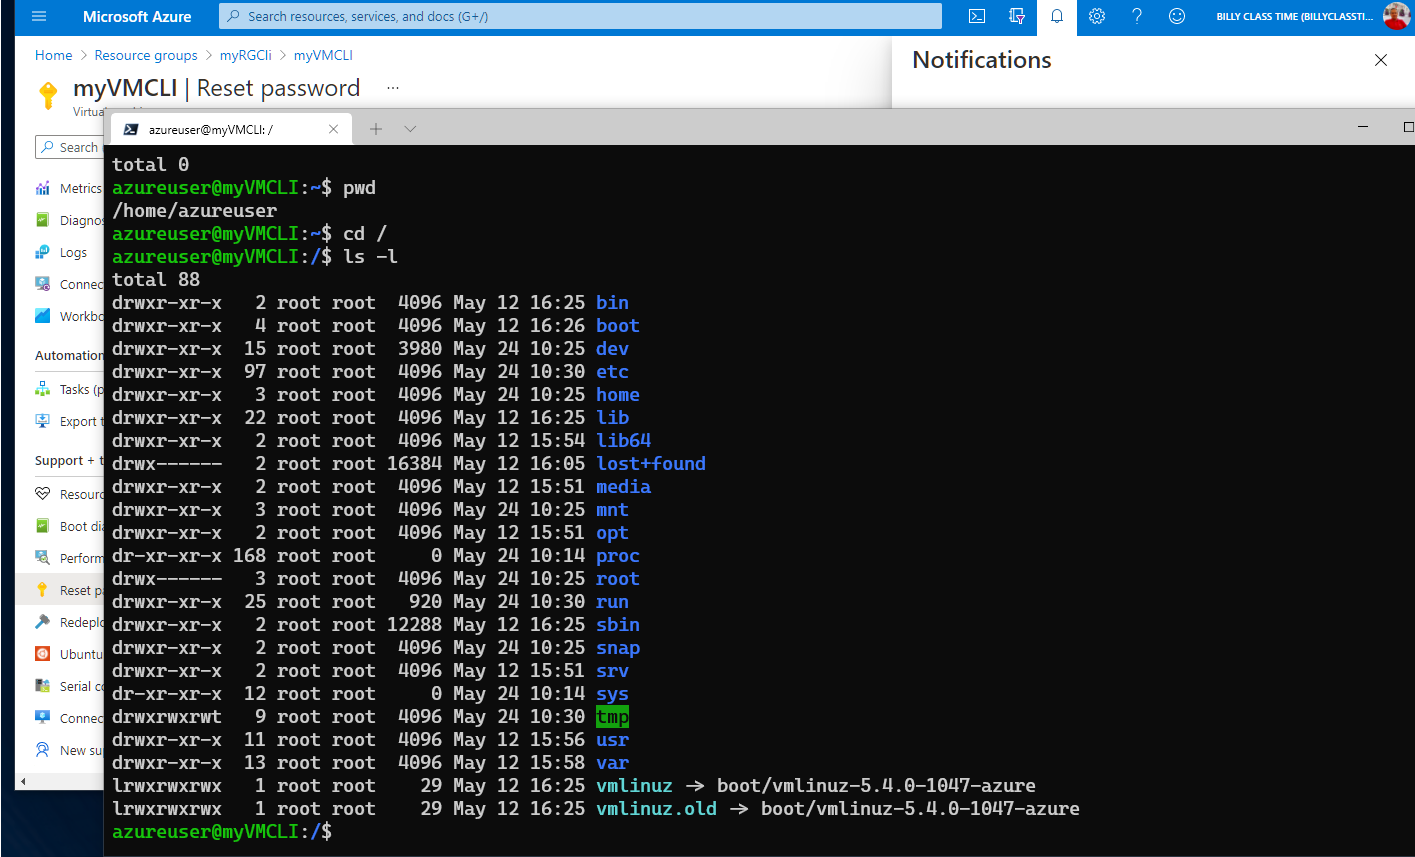 Microsoft Azure
Search resources, services, and docs (G+/)
BILLY CLASS TIME (BILLYCLASSTI...
Home > Resource groups > myRGCli > myVMCLI
Notifications
myVMCLI | Reset password ...
Search
Metrics
Logs
Automation
Tasks
Export
Support +
Boot
Reset
Ubuntu
Serial
New
azureuser@myVMCLI: /
total 0
azureuser@myVMCLI:~$ pwd
/home/azureuser
azureuser@myVMCLI:~$ cd /
azureuser@myVMCLI:/$ ls -l
total 88
drwxr-xr-x   2 root root  4096 May 12 16:25 bin
drwxr-xr-x   4 root root  4096 May 12 16:26 boot
drwxr-xr-x  15 root root  3980 May 24 10:25 dev
drwxr-xr-x  97 root root  4096 May 24 10:30 etc
drwxr-xr-x   3 root root  4096 May 24 10:25 home
drwxr-xr-x  22 root root  4096 May 12 16:25 lib
drwxr-xr-x   2 root root  4096 May 12 15:54 lib64
drwx------   2 root root 16384 May 12 16:05 lost+found
drwxr-xr-x   2 root root  4096 May 12 15:51 media
drwxr-xr-x   3 root root  4096 May 24 10:25 mnt
drwxr-xr-x   2 root root  4096 May 12 15:51 opt
dr-xr-xr-x 168 root root     0 May 24 10:14 proc
drwx------   3 root root  4096 May 24 10:25 root
drwxr-xr-x  25 root root   920 May 24 10:30 run
drwxr-xr-x   2 root root 12288 May 12 16:25 sbin
drwxr-xr-x   2 root root  4096 May 24 10:25 snap
drwxr-xr-x   2 root root  4096 May 12 15:51 srv
dr-xr-xr-x  12 root root     0 May 24 10:14 sys
drwxrwxrwt   9 root root  4096 May 24 10:30 tmp
drwxr-xr-x  11 root root  4096 May 12 15:56 usr
drwxr-xr-x  13 root root  4096 May 12 15:58 var
lrwxrwxrwx   1 root root    29 May 12 16:25 vmlinuz -> boot/vmlinuz-5.4.0-1047-azure
lrwxrwxrwx   1 root root    29 May 12 16:25 vmlinuz.old -> boot/vmlinuz-5.4.0-1047-azure
azureuser@myVMCLI:/$